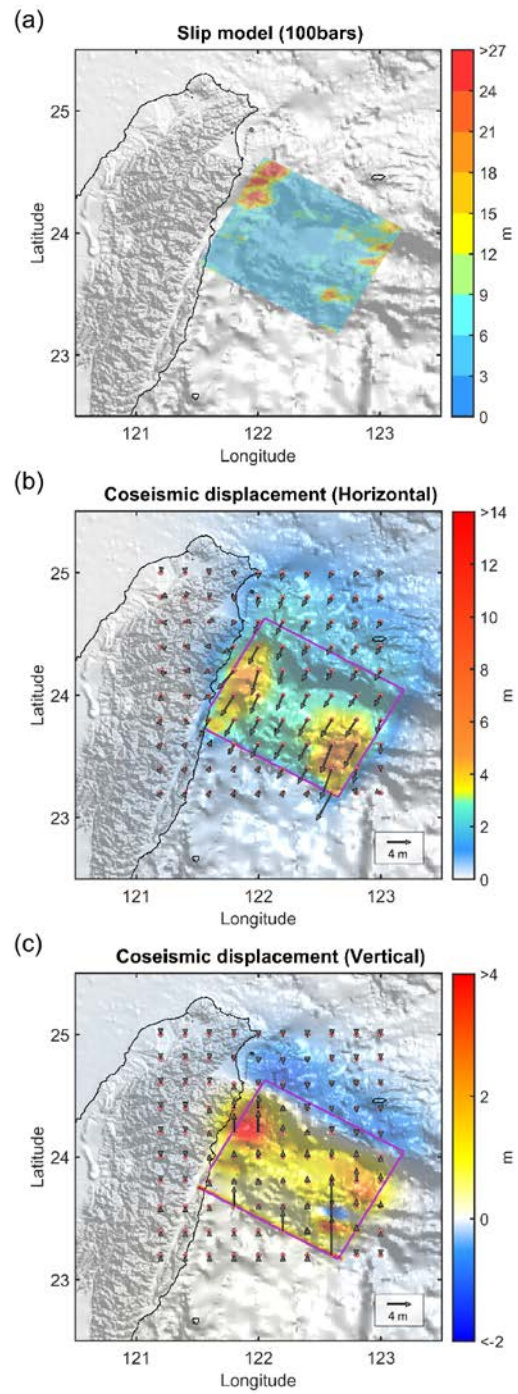 (a)
Slip model (100bars)
25
24
23
Latitude
121
122
123
Longitude
>27
24
21
18
15
12
9
6
3
0
m
(b)
Coseismic displacement (Horizontal)
25
24
23
Latitude
121
122
123
Longitude
4 m
>14
12
10
8
6
4
2
0
m
(c)
Coseismic displacement (Vertical)
25
24
23
Latitude
121
122
123
Longitude
4 m
>4
2
0
<-2
m